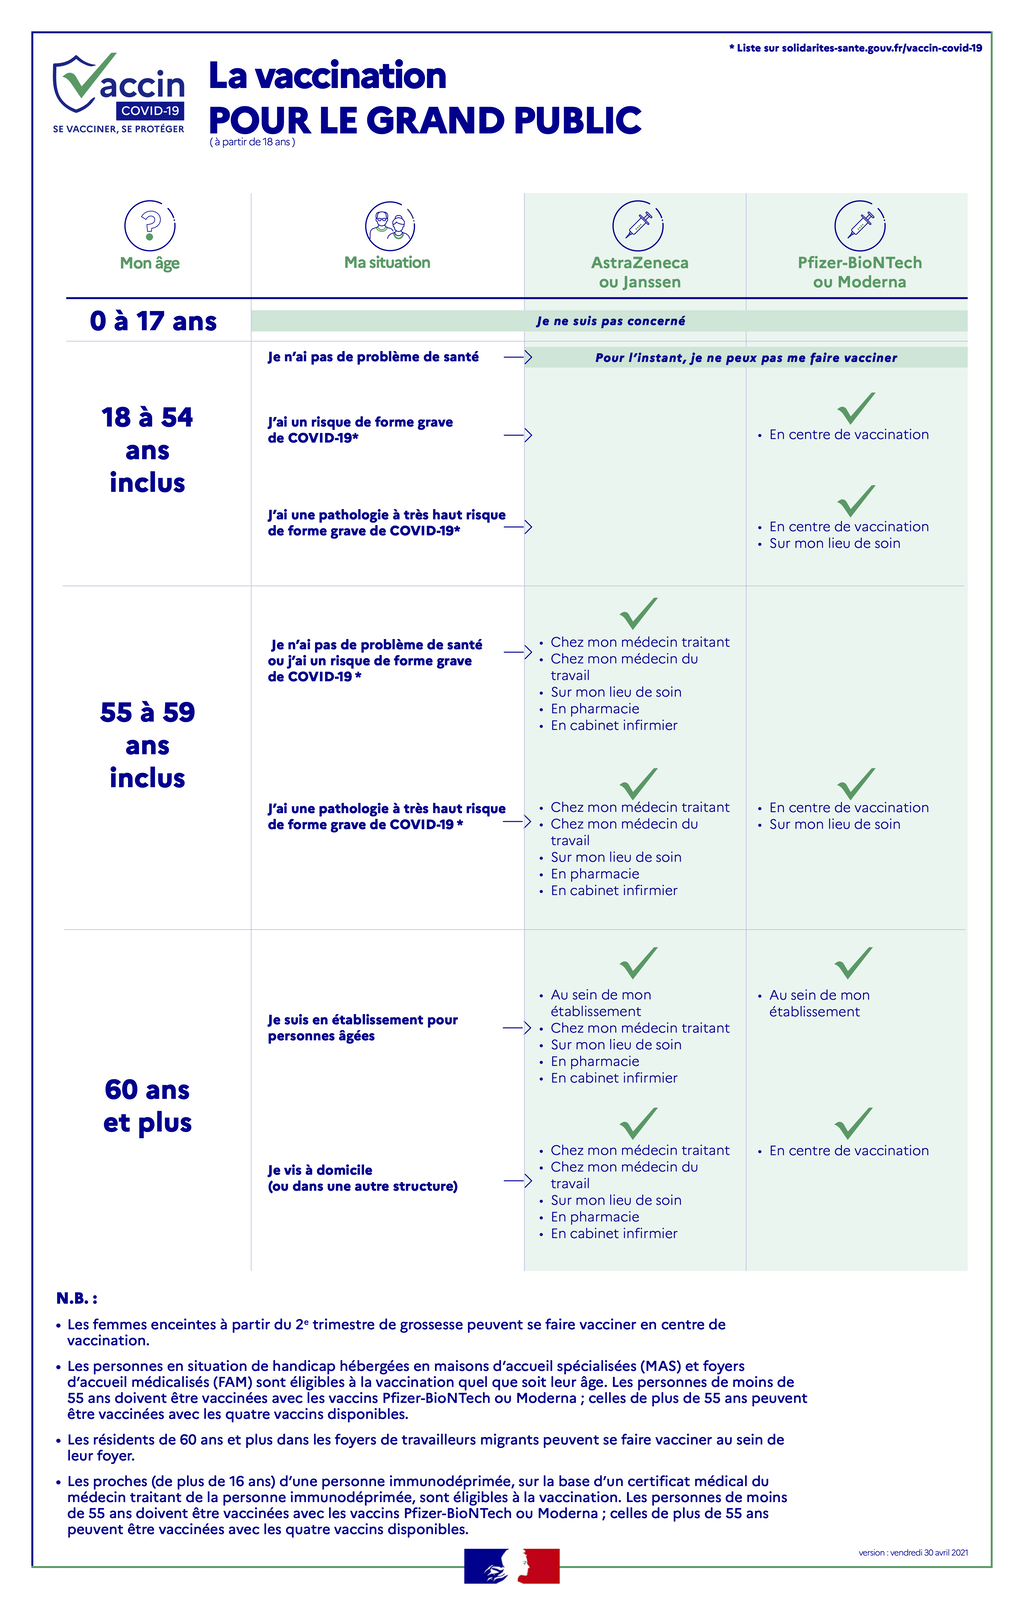 * Liste sur solidarites-sante.gouv.fr/vaccin-covid-19
Vaccin
COVID-19
SE VACCINER, SE PROTÉGER
La vaccination
POUR LE GRAND PUBLIC
( à partir de 18 ans )
Mon âge
Ma situation
AstraZeneca
ou Janssen
Pfizer-BioNTech
ou Moderna
0 à 17 ans
Je ne suis pas concerné
18 à 54
ans
inclus
Je n'ai pas de problème de santé
Pour l'instant, je ne peux pas me faire vacciner
J'ai un risque de forme grave
de COVID-19*
• En centre de vaccination
J'ai une pathologie à très haut risque
de forme grave de COVID-19*
• En centre de vaccination
• Sur mon lieu de soin
55 à 59
ans
inclus
Je n'ai pas de problème de santé
ou j'ai un risque de forme grave
de COVID-19 *
• Chez mon médecin traitant
• Chez mon médecin du
travail
• Sur mon lieu de soin
• En pharmacie
• En cabinet infirmier
J'ai une pathologie à très haut risque
de forme grave de COVID-19 *
• Chez mon médecin traitant
• Chez mon médecin du
travail
• Sur mon lieu de soin
• En pharmacie
• En cabinet infirmier
• En centre de vaccination
• Sur mon lieu de soin
60 ans
et plus
Je suis en établissement pour
personnes âgées
• Au sein de mon
établissement
• Chez mon médecin traitant
• Sur mon lieu de soin
• En pharmacie
• En cabinet infirmier
• Au sein de mon
établissement
Je vis à domicile
(ou dans une autre structure)
• Chez mon médecin traitant
• Chez mon médecin du
travail
• Sur mon lieu de soin
• En pharmacie
• En cabinet infirmier
• En centre de vaccination
N.B. :
• Les femmes enceintes à partir du 2e trimestre de grossesse peuvent se faire vacciner en centre de
vaccination.
• Les personnes en situation de handicap hébergées en maisons d'accueil spécialisées (MAS) et foyers
d'accueil médicalisés (FAM) sont éligibles à la vaccination quel que soit leur âge. Les personnes de moins de
55 ans doivent être vaccinées avec les vaccins Pfizer-BioNTech ou Moderna ; celles de plus de 55 ans peuvent
être vaccinées avec les quatre vaccins disponibles.
• Les résidents de 60 ans et plus dans les foyers de travailleurs migrants peuvent se faire vacciner au sein de
leur foyer.
• Les proches (de plus de 16 ans) d'une personne immunodéprimée, sur la base d'un certificat médical du
médecin traitant de la personne immunodéprimée, sont éligibles à la vaccination. Les personnes de moins
de 55 ans doivent être vaccinées avec les vaccins Pfizer-BioNTech ou Moderna ; celles de plus de 55 ans
peuvent être vaccinées avec les quatre vaccins disponibles.
version : vendredi 30 avril 2021